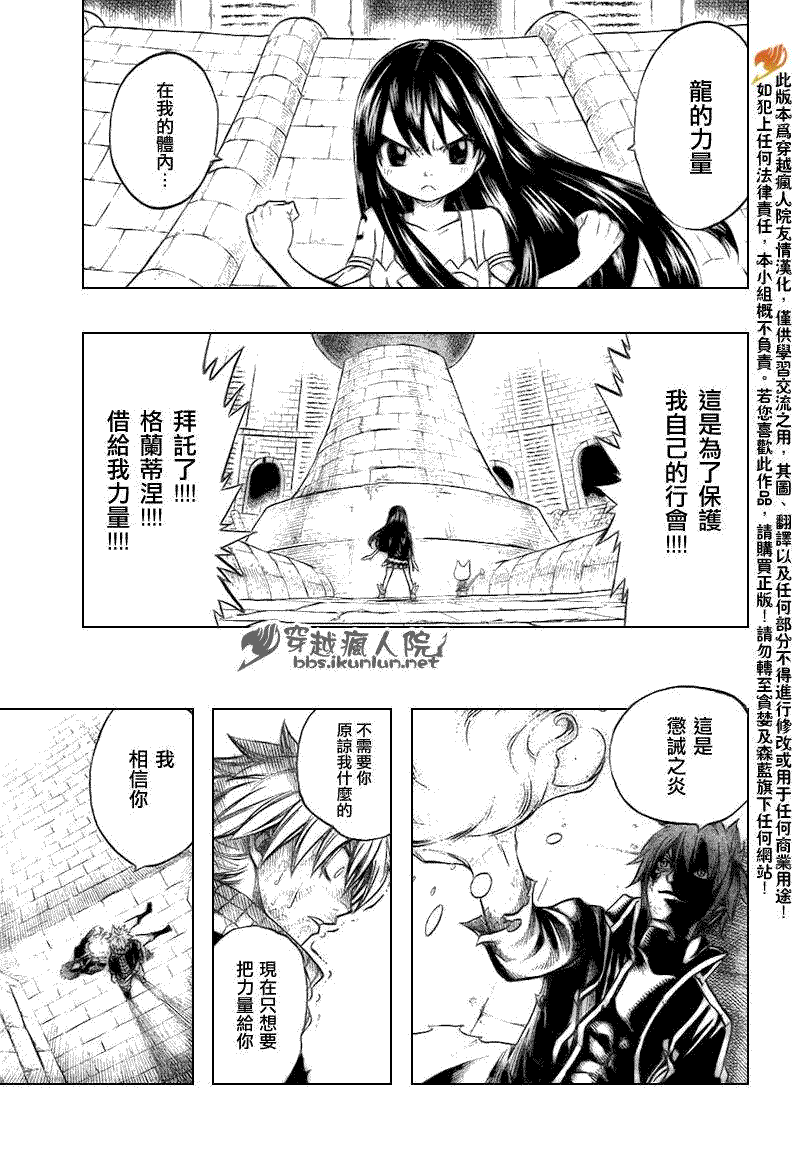 龍的力量
在我的體內…
這是為了保護
我自己的行會!!!!
拜託了!!!!
格蘭蒂涅!!!!
借給我力量!!!!
穿越瘋人院
bbs.ikunlun.net
這是
懲誡之炎
不需要你
原諒我什麼的
現在只想要
把力量給你
我
相信你
此版本爲穿越瘋人院友情漢化，僅供學習交流之用，其圖、翻譯以及任何部分不得進行修改或用于任何商業用途！
如犯上任何法律責任，本小組概不負責。若您喜歡此作品，請購買正版！請勿轉至貪婪及森藍旗下任何網站！